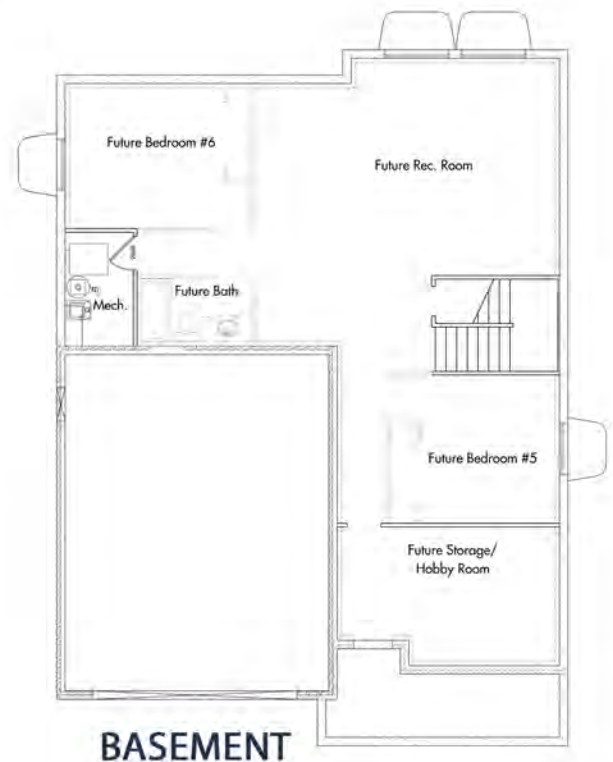 Future Bedroom #6
Future Rec. Room
Future Bath
Mech.
Future Bedroom #5
Future Storage/
Hobby Room
BASEMENT